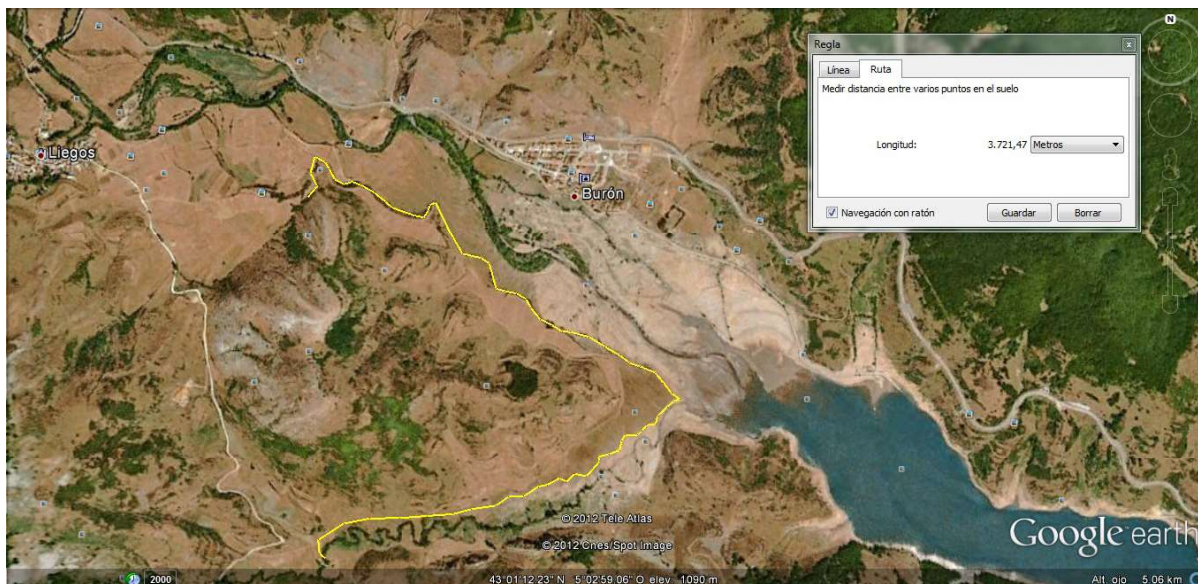 N
Regla
Línea Ruta
Medir distancia entre varios puntos en el suelo
Longitud: 3.721,47 Metros
Navegación con ratón Guardar Borrar
Liegos
Burón
© 2012 Tele Atlas
© 2012 Cnes/Spot Image
Google earth
2000 43°01'12.23" N 5°02'59.06" O elev 1090 m Alt. ojo 5.06 km